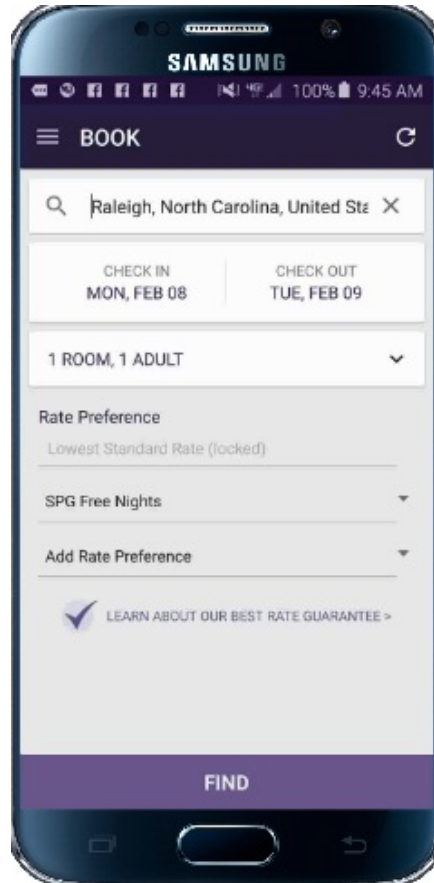 SAMSUNG
100% 9:45 AM
BOOK
Raleigh, North Carolina, United Sta
CHECK IN
CHECK OUT
MON, FEB 08
TUE, FEB 09
1 ROOM, 1 ADULT
Rate Preference
Lowest Standard Rate (locked)
SPG Free Nights
Add Rate Preference
LEARN ABOUT OUR BEST RATE GUARANTEE >
FIND